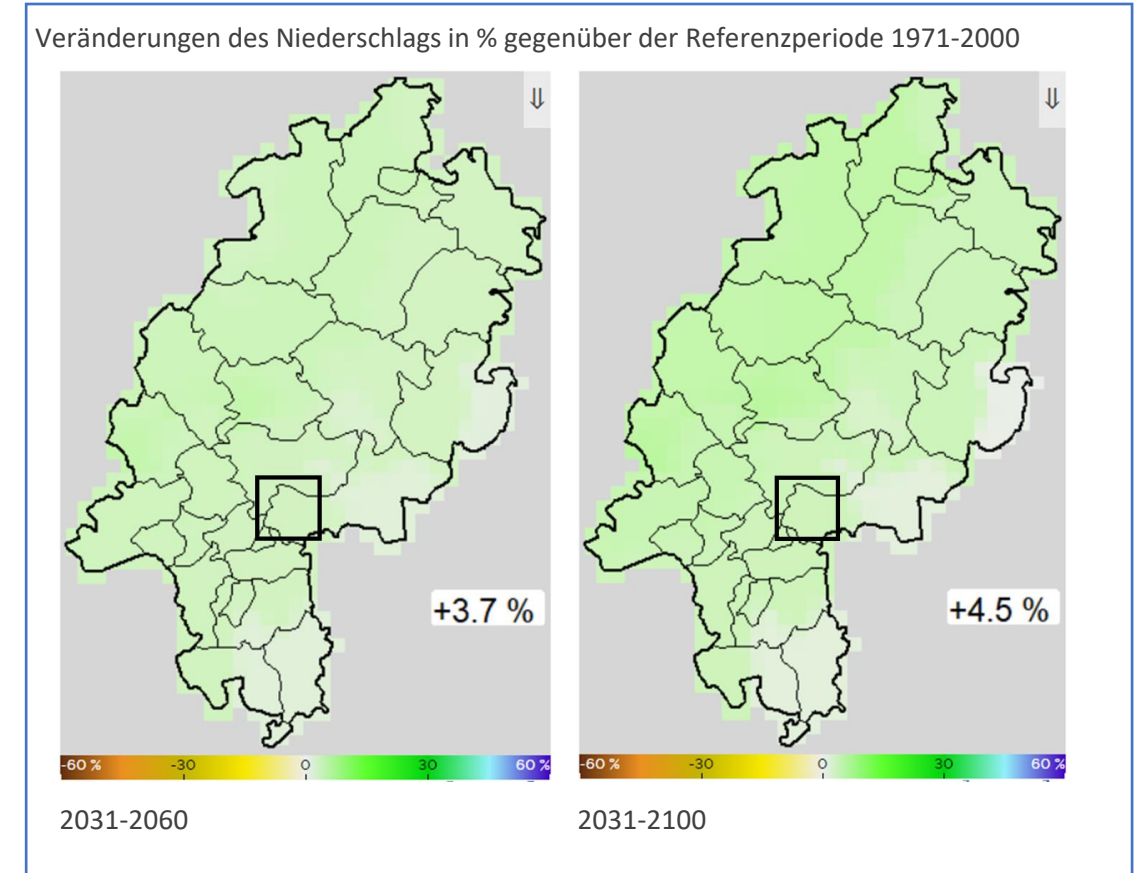 Veränderungen des Niederschlags in % gegenüber der Referenzperiode 1971-2000
⇓ ⇓
+3.7 % +4.5 %
-60 % -30 0 30 60 % -60 % -30 0 30 60 %
2031-2060 2031-2100